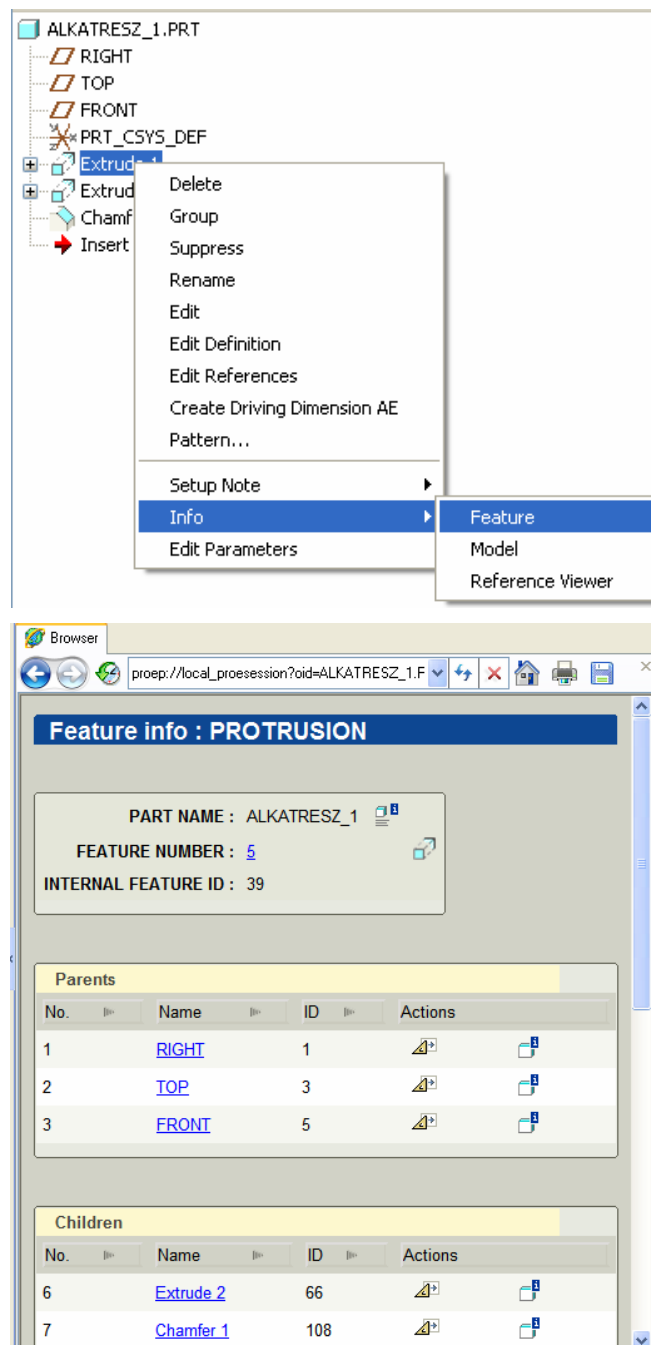 ALKATRESZ_1.PRT
RIGHT
TOP
FRONT
PRT_CSYS_DEF
Extrude 1
Extrud
Chamf
Insert
Delete
Group
Suppress
Rename
Edit
Edit Definition
Edit References
Create Driving Dimension AE
Pattern...
Setup Note
Info
Edit Parameters
Feature
Model
Reference Viewer
Browser
proep://local_proesession?oid=ALKATRESZ_1.F
Feature info : PROTRUSION
PART NAME : ALKATRESZ_1
FEATURE NUMBER : 5
INTERNAL FEATURE ID : 39
Parents
No. Name ID Actions
1 RIGHT 1
2 TOP 3
3 FRONT 5
Children
No. Name ID Actions
6 Extrude 2 66
7 Chamfer 1 108